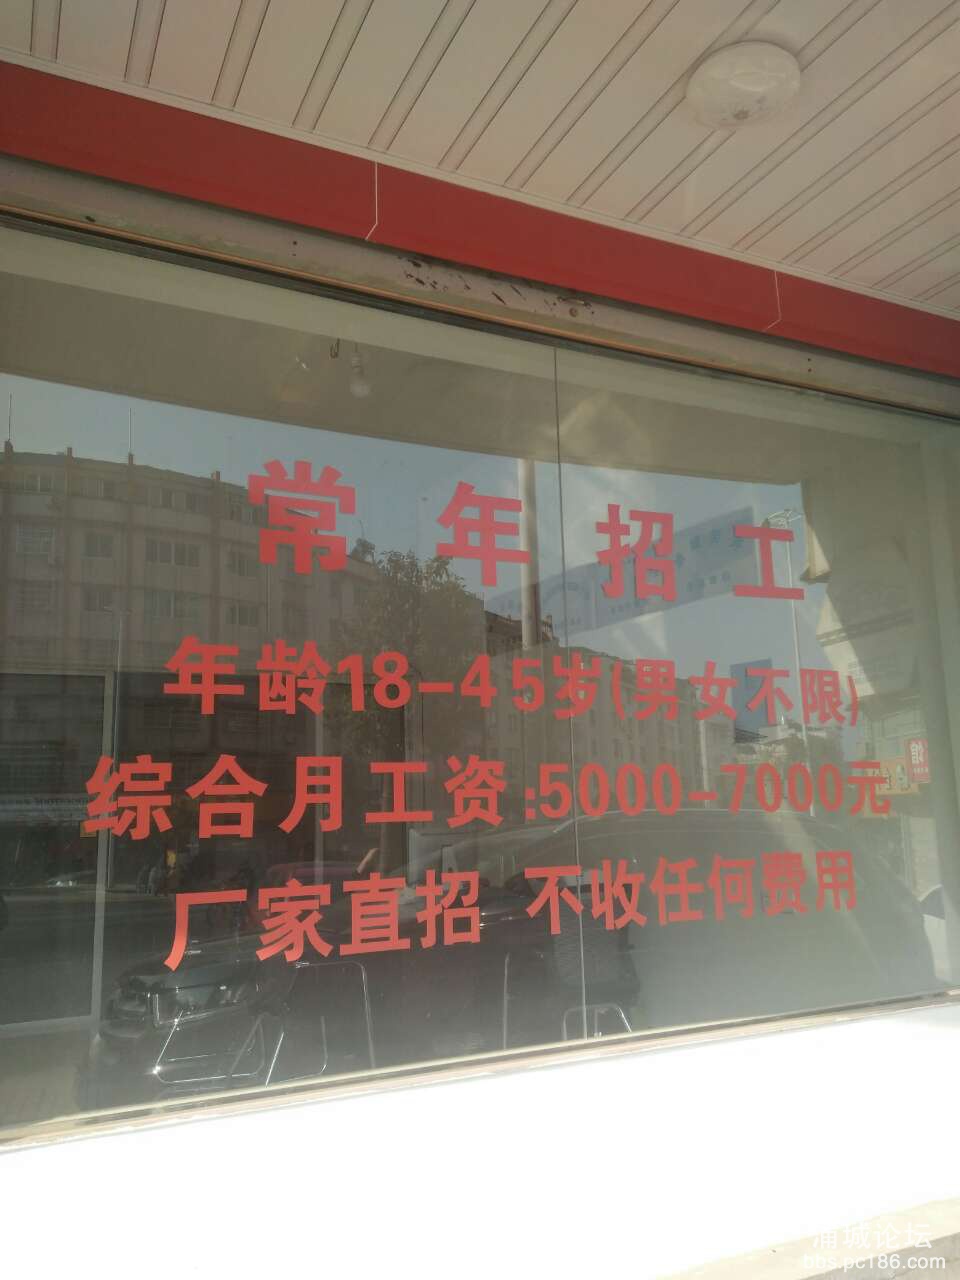 常年招工
年龄18-45岁(男女不限)
综合月工资:5000-7000元
厂家直招 不收任何费用
浦城论坛
bbs.pc186.com